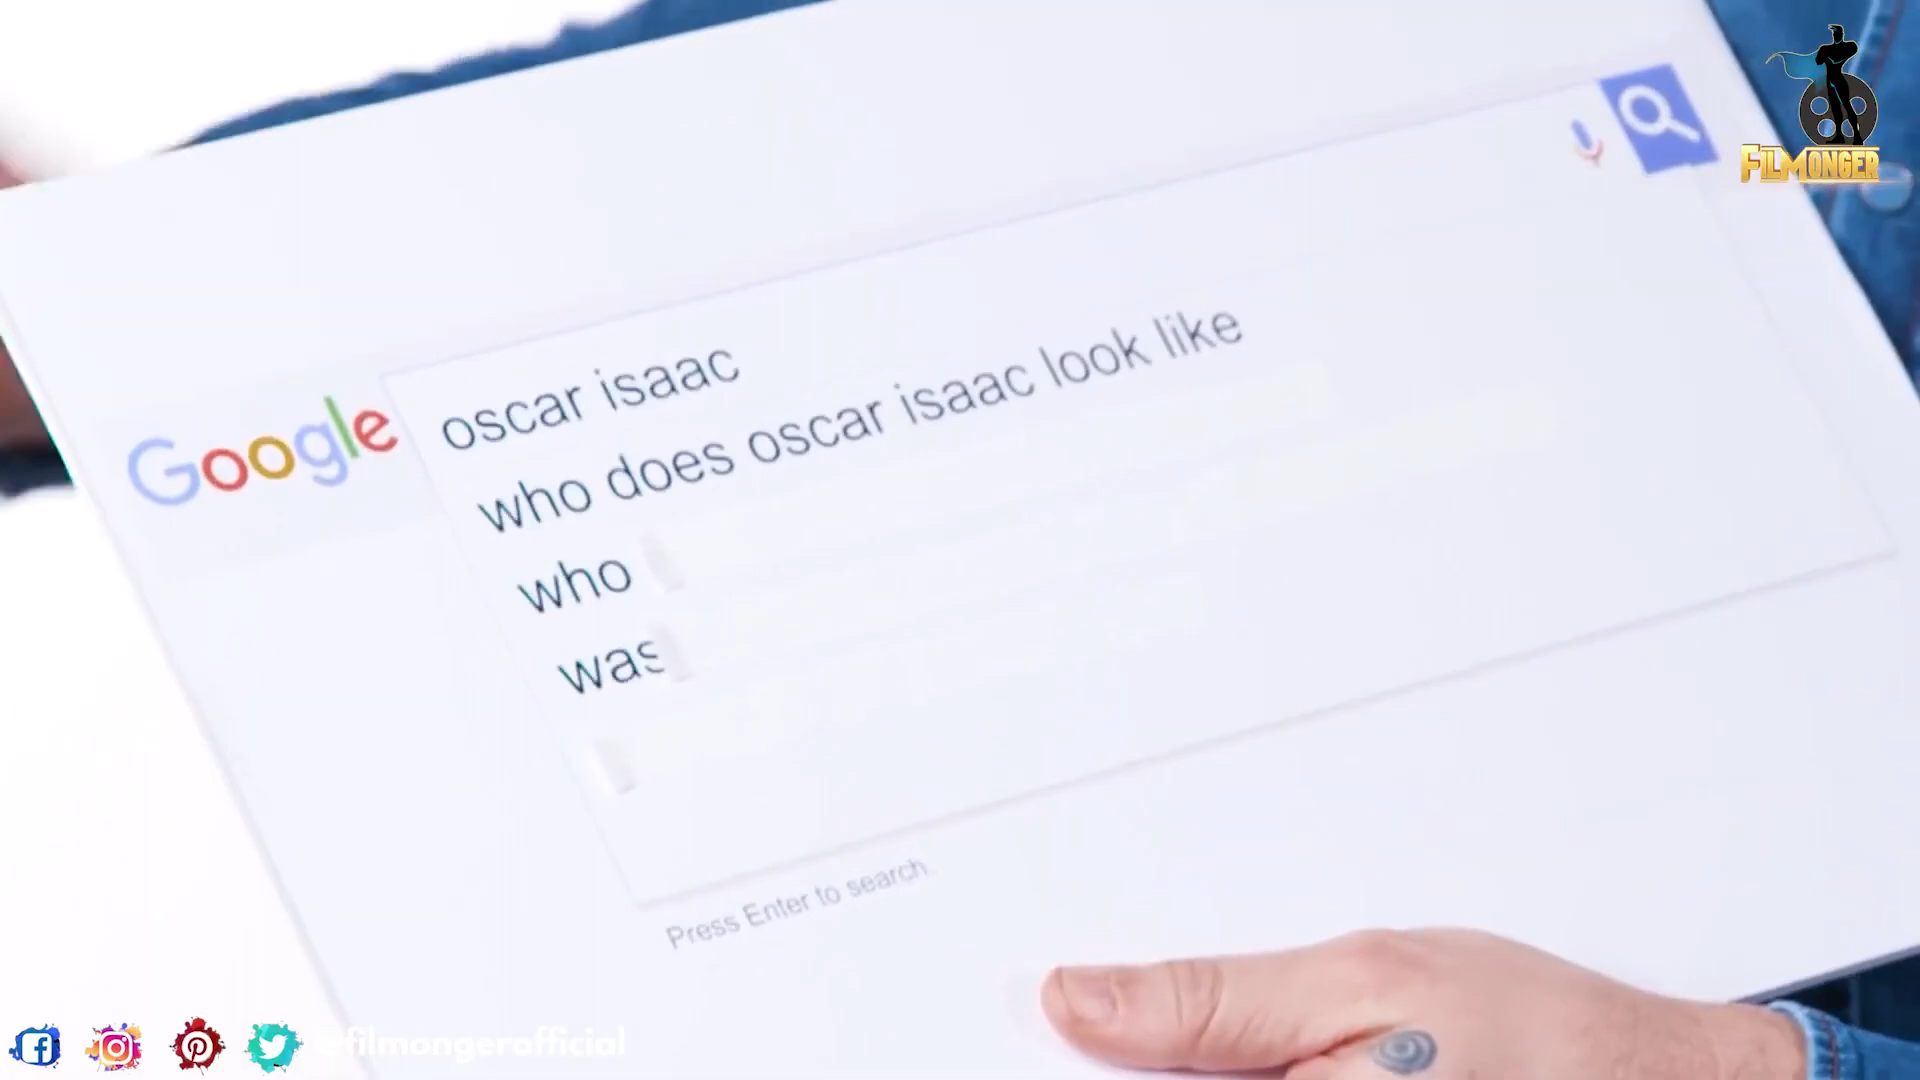 FILMONGER
Google
oscar isaac
who does oscar isaac look like
who
was
Press Enter to search.
@filmongerofficial